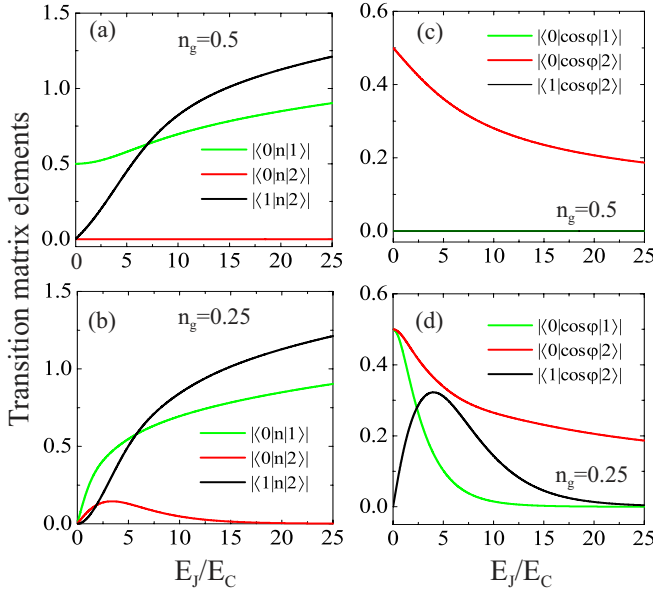 Transition matrix elements
(a)
n_g=0.5
1.5
1.0
0.5
0.0
|⟨0|n|1⟩|
|⟨0|n|2⟩|
|⟨1|n|2⟩|
0 5 10 15 20 25
(c)
|⟨0|cosφ|1⟩|
|⟨0|cosφ|2⟩|
|⟨1|cosφ|2⟩|
0.6
0.4
0.2
0.0
n_g=0.5
0 5 10 15 20 25
(b)
n_g=0.25
1.5
1.0
0.5
0.0
|⟨0|n|1⟩|
|⟨0|n|2⟩|
|⟨1|n|2⟩|
0 5 10 15 20 25
E_J/E_C
(d)
|⟨0|cosφ|1⟩|
|⟨0|cosφ|2⟩|
|⟨1|cosφ|2⟩|
0.6
0.4
0.2
0.0
n_g=0.25
0 5 10 15 20 25
E_J/E_C